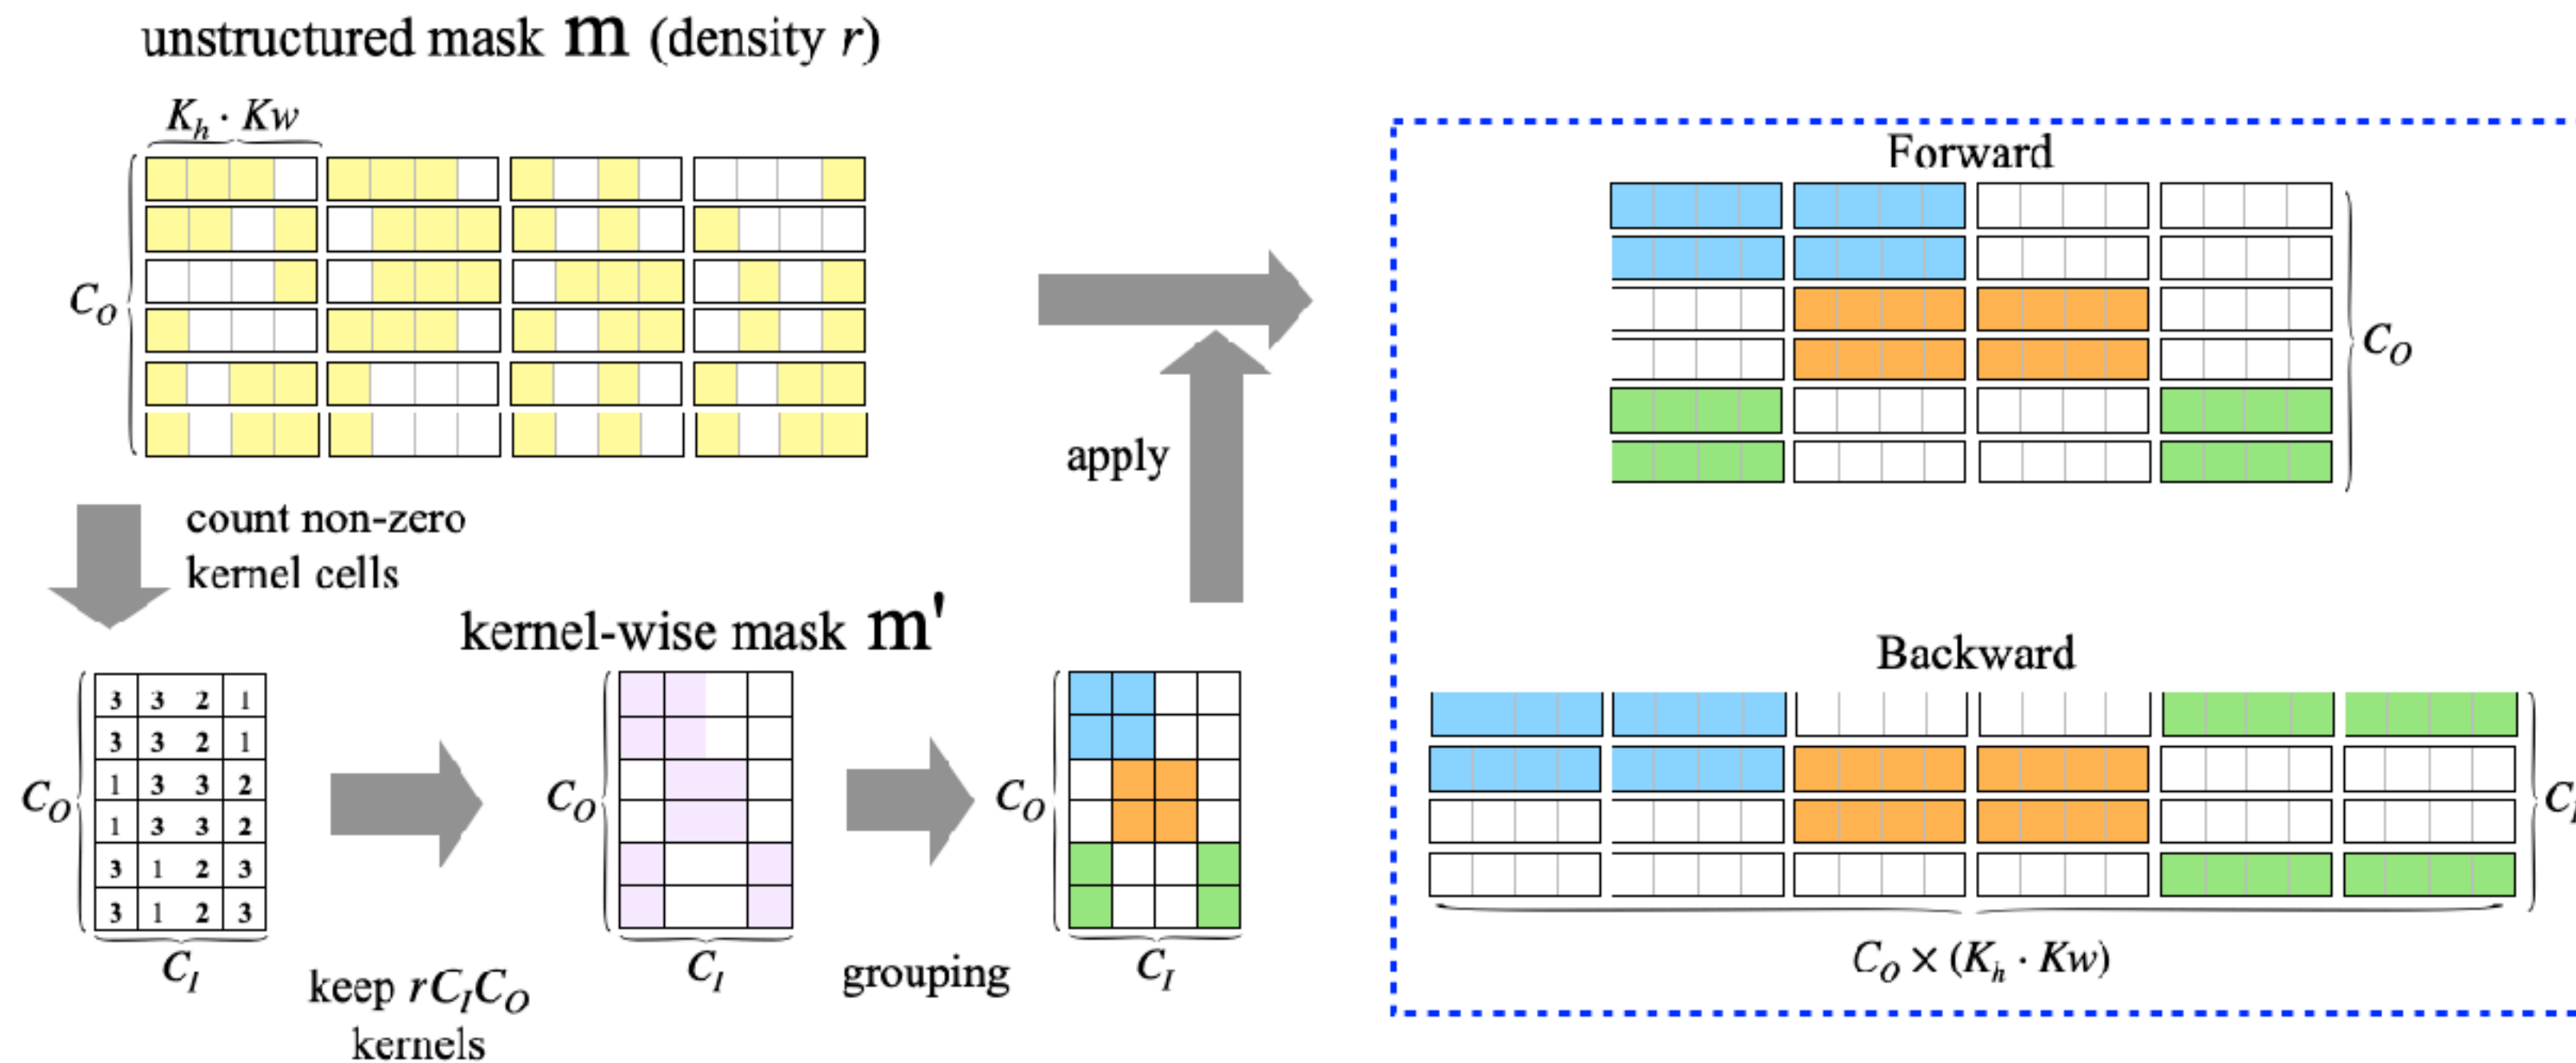 unstructured mask m (density r)
K_h · Kw
C_O
count non-zero
kernel cells
3 3 2 1
3 3 2 1
1 3 3 2
1 3 3 2
3 1 2 3
3 1 2 3
C_O
C_I
keep rC_IC_O
kernels
kernel-wise mask m'
C_O
C_I
grouping
C_O
C_I
apply
Forward
C_O
Backward
C_O × (K_h · Kw)